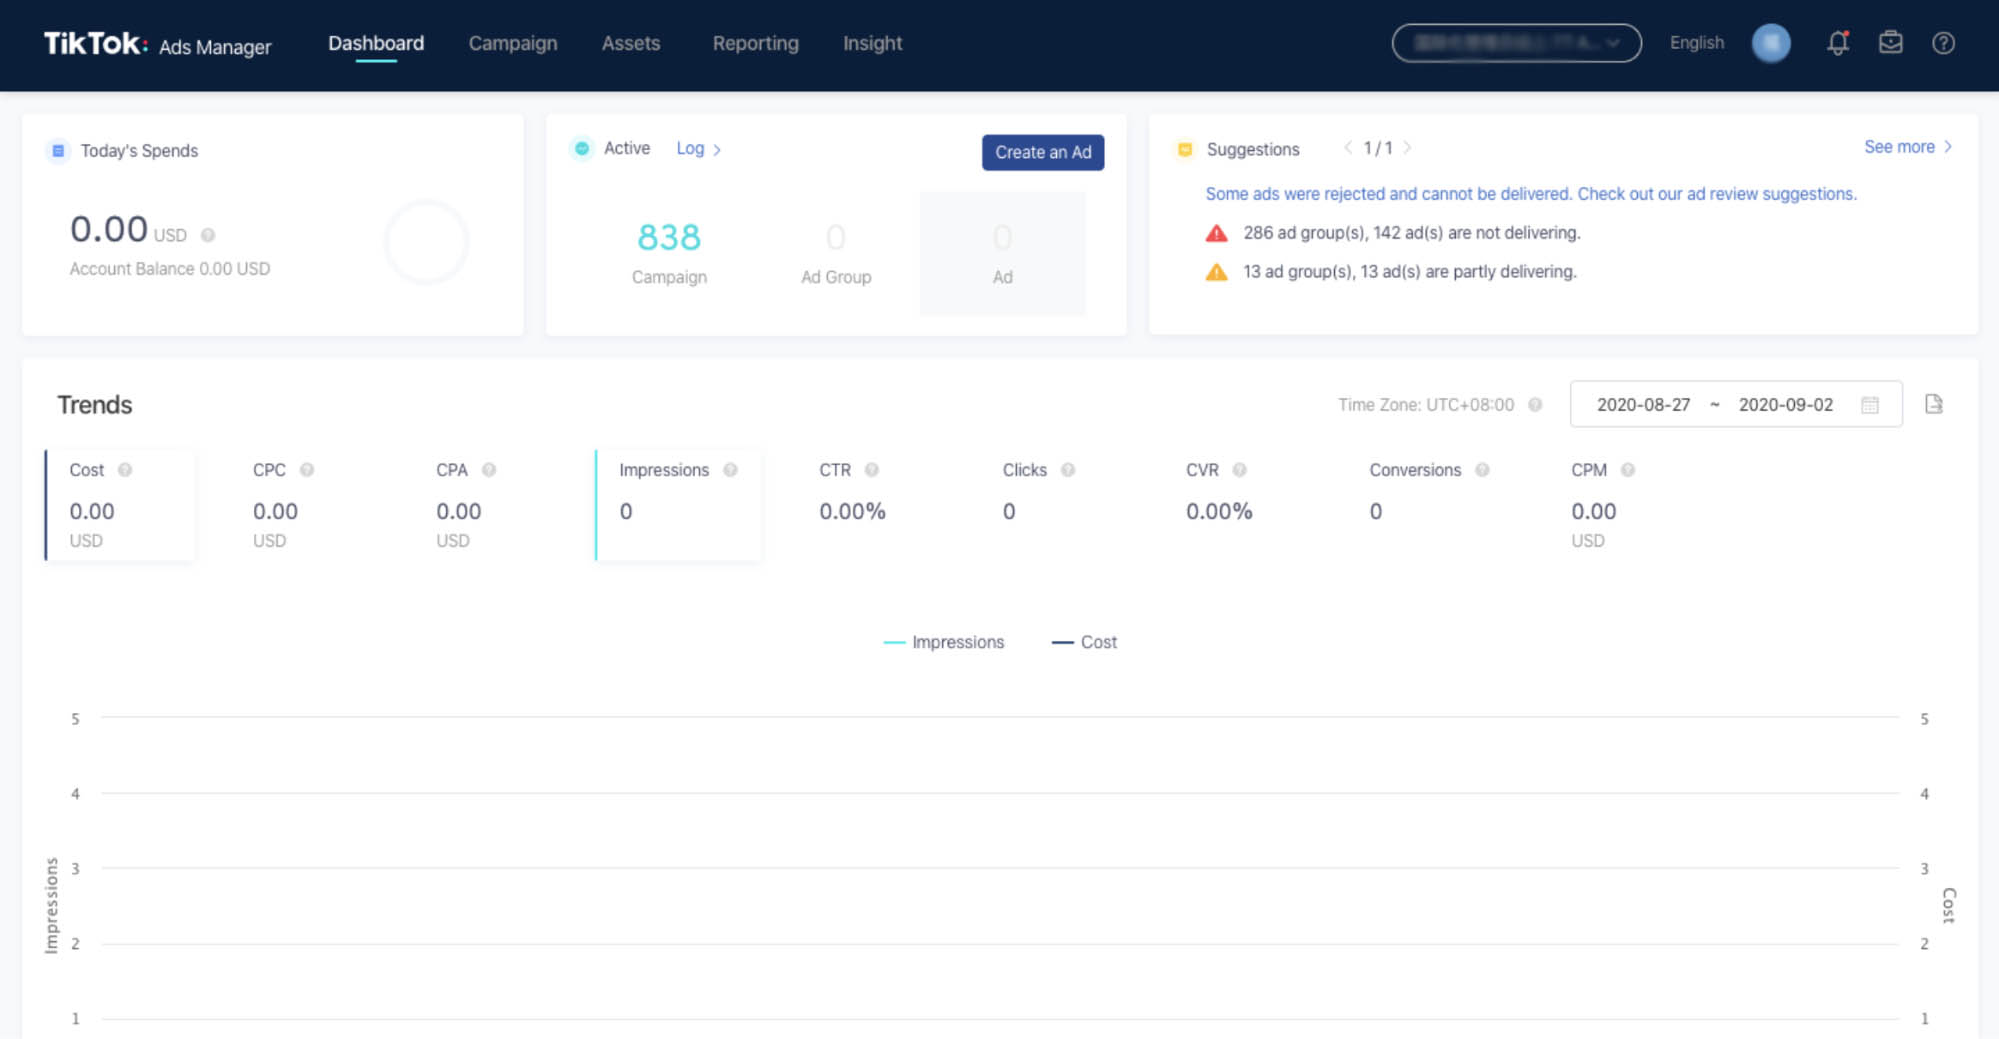 TikTok: Ads Manager
Dashboard
Campaign
Assets
Reporting
Insight
English
Today's Spends
0.00 USD
Account Balance 0.00 USD
Active
Log >
Create an Ad
838
Campaign
0
Ad Group
0
Ad
Suggestions
< 1/1 >
See more >
Some ads were rejected and cannot be delivered. Check out our ad review suggestions.
286 ad group(s), 142 ad(s) are not delivering.
13 ad group(s), 13 ad(s) are partly delivering.
Trends
Time Zone: UTC+08:00
2020-08-27 ~ 2020-09-02
Cost
0.00
USD
CPC
0.00
USD
CPA
0.00
USD
Impressions
0
CTR
0.00%
Clicks
0
CVR
0.00%
Conversions
0
CPM
0.00
USD
Impressions
Cost
5
4
3
2
1
Impressions
5
4
3
2
1
Cost